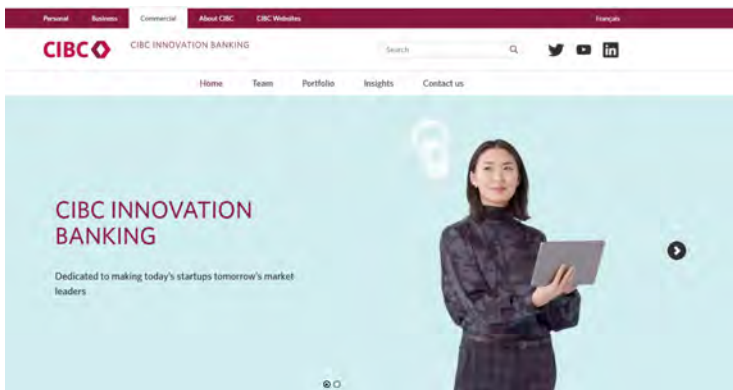 Personal Business Commercial About CIBC CIBC Websites Français
CIBC CIBC INNOVATION BANKING Search
Home Team Portfolio Insights Contact us
CIBC INNOVATION
BANKING
Dedicated to making today's startups tomorrow's market
leaders